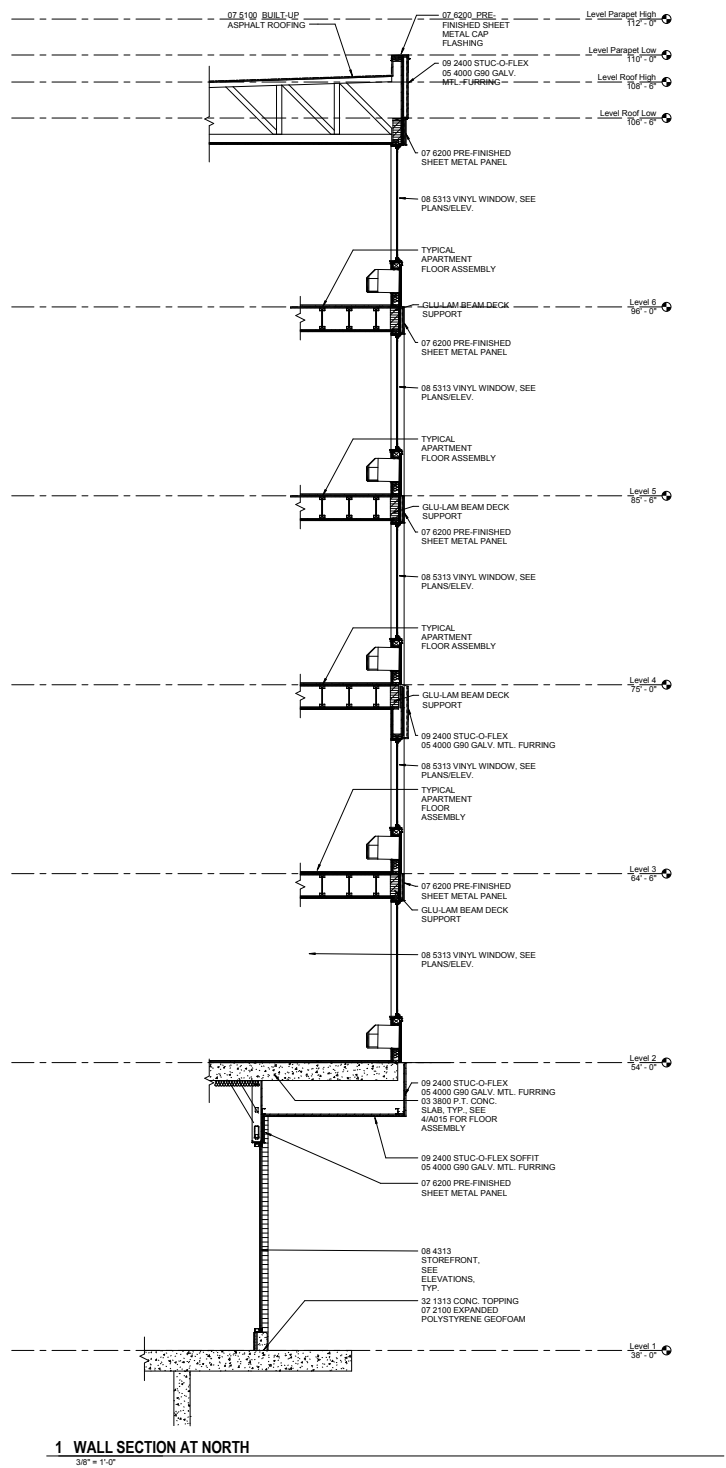 07 5100 BUILT-UP
ASPHALT ROOFING
07 6200 PRE-
FINISHED SHEET
METAL CAP
FLASHING
Level Parapet High
112' - 0"
Level Parapet Low
110' - 0"
09 2400 STUC-O-FLEX
05 4000 G90 GALV.
MTL. FURRING
Level Roof High
108' - 6"
Level Roof Low
106' - 6"
07 6200 PRE-FINISHED
SHEET METAL PANEL
08 5313 VINYL WINDOW, SEE
PLANS/ELEV.
TYPICAL
APARTMENT
FLOOR ASSEMBLY
GLU-LAM BEAM DECK
SUPPORT
Level 6
96' - 0"
07 6200 PRE-FINISHED
SHEET METAL PANEL
08 5313 VINYL WINDOW, SEE
PLANS/ELEV.
TYPICAL
APARTMENT
FLOOR ASSEMBLY
Level 5
85' - 6"
GLU-LAM BEAM DECK
SUPPORT
07 6200 PRE-FINISHED
SHEET METAL PANEL
08 5313 VINYL WINDOW, SEE
PLANS/ELEV.
TYPICAL
APARTMENT
FLOOR ASSEMBLY
Level 4
75' - 0"
GLU-LAM BEAM DECK
SUPPORT
09 2400 STUC-O-FLEX
05 4000 G90 GALV. MTL. FURRING
08 5313 VINYL WINDOW, SEE
PLANS/ELEV.
TYPICAL
APARTMENT
FLOOR
ASSEMBLY
Level 3
64' - 6"
07 6200 PRE-FINISHED
SHEET METAL PANEL
GLU-LAM BEAM DECK
SUPPORT
08 5313 VINYL WINDOW, SEE
PLANS/ELEV.
Level 2
54' - 0"
09 2400 STUC-O-FLEX
05 4000 G90 GALV. MTL. FURRING
03 3800 P.T. CONC.
SLAB, TYP., SEE
4/A015 FOR FLOOR
ASSEMBLY
09 2400 STUC-O-FLEX SOFFIT
05 4000 G90 GALV. MTL. FURRING
07 6200 PRE-FINISHED
SHEET METAL PANEL
08 4313
STOREFRONT,
SEE
ELEVATIONS,
TYP.
32 1313 CONC. TOPPING
07 2100 EXPANDED
POLYSTYRENE GEOFOAM
Level 1
38' - 0"
1 WALL SECTION AT NORTH
3/8" = 1'-0"